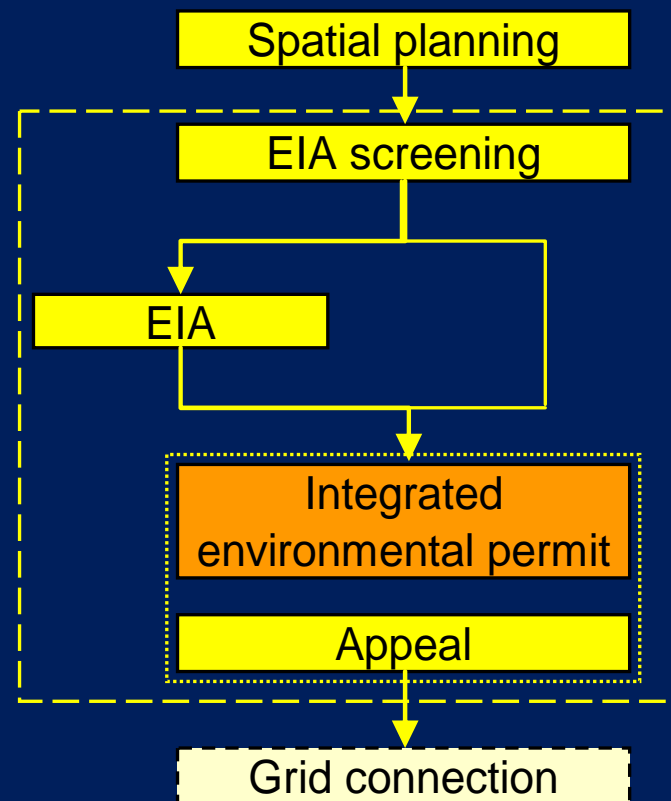 Spatial planning
EIA screening
EIA
Integrated
environmental permit
Appeal
Grid connection